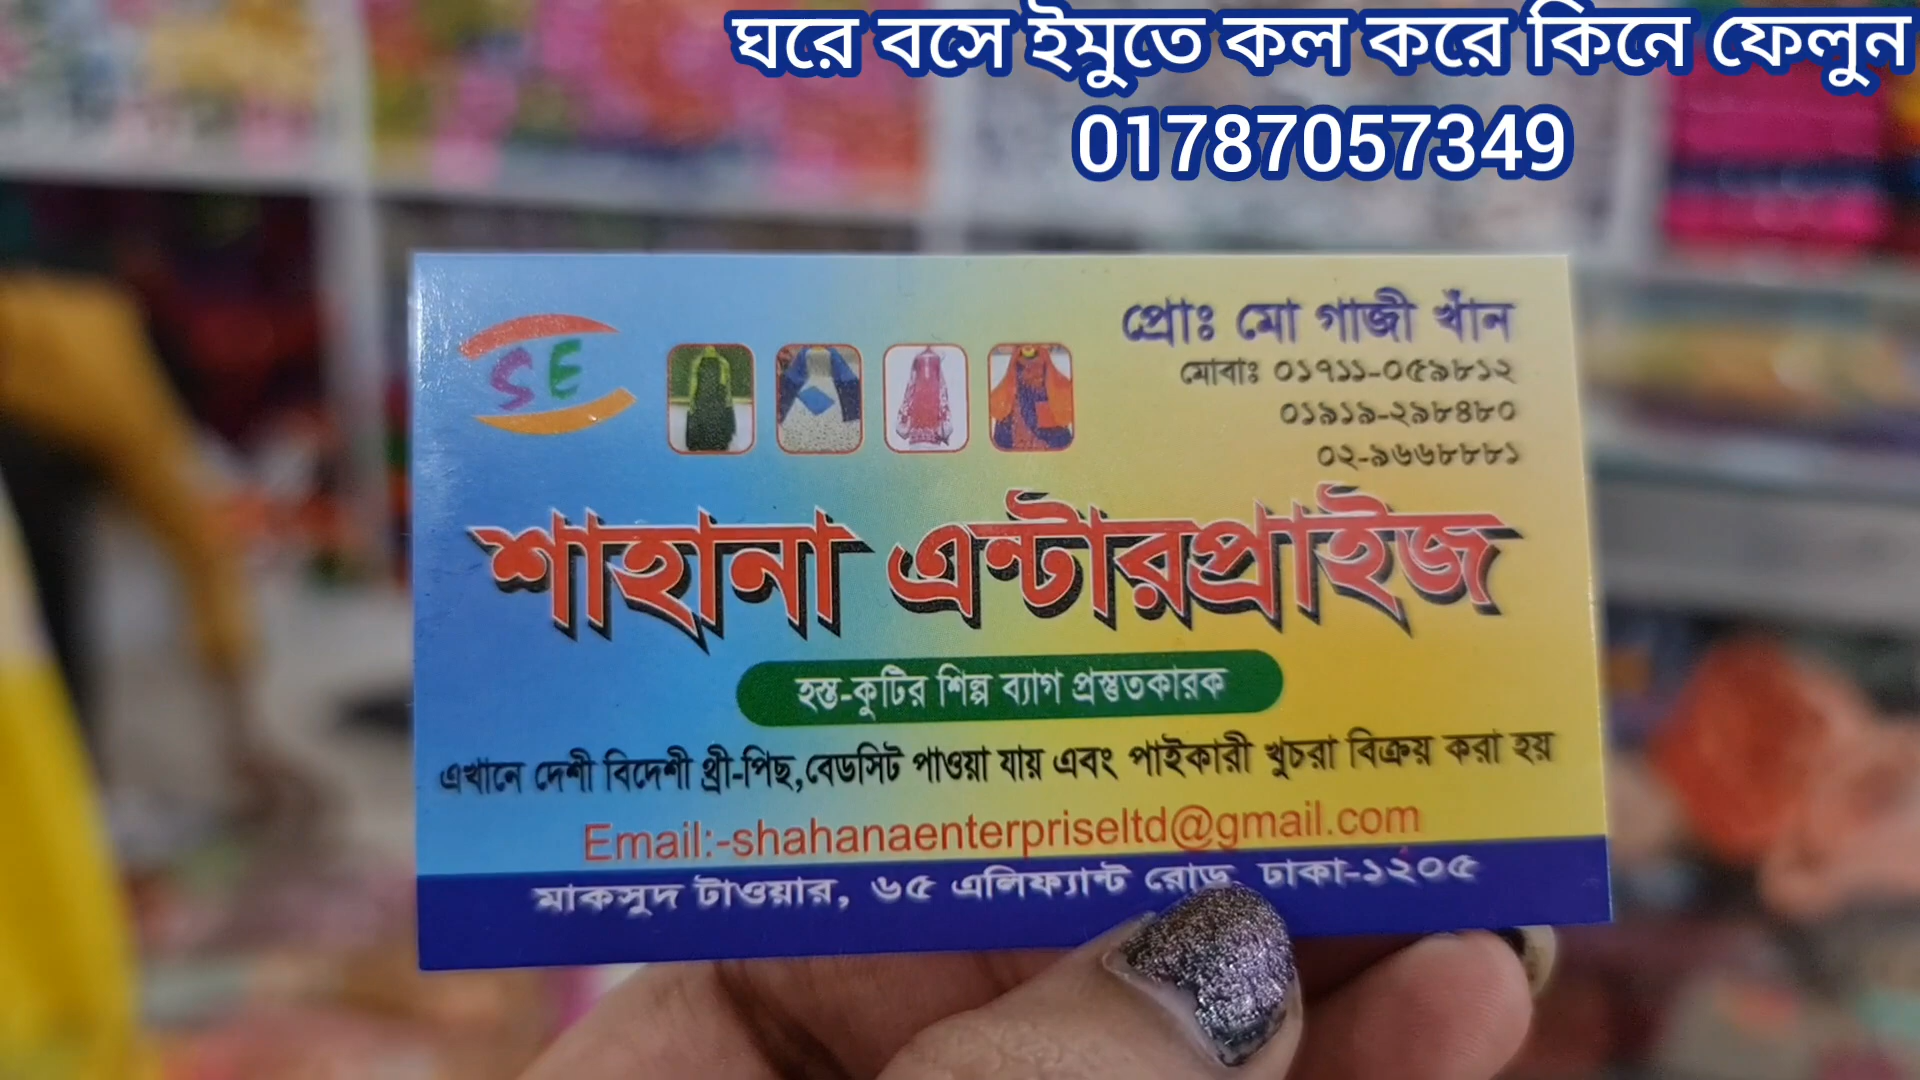 ঘরে বসে ইমুতে কল করে কিনে ফেলুন
01787057349
SE
প্রোঃ মো গাজী খাঁন
মোবাঃ ০১৭১১-০৫৯৮১২
০১৯১৯-২৯৮৪৮০
০২-৯৬৬৮৮৮১
শাহানা এন্টারপ্রাইজ
হস্ত-কুটির শিল্প ব্যাগ প্রস্তুতকারক
এখানে দেশী বিদেশী থ্রী-পিছ,বেডসিট পাওয়া যায় এবং পাইকারী খুচরা বিক্রয় করা হয়
Email:-shahanaenterpriseltd@gmail.com
মাকসুদ টাওয়ার, ৬৫ এলিফ্যান্ট রোড ঢাকা-১২০৫